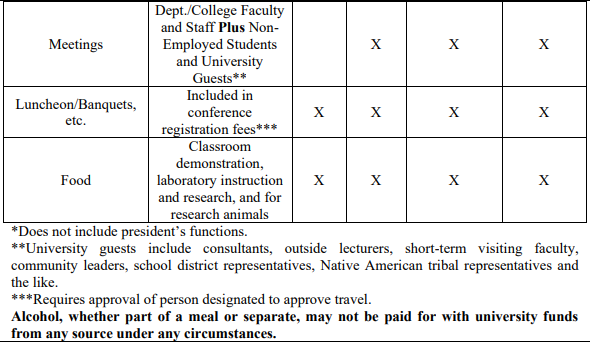 Meetings
Dept./College Faculty
and Staff Plus Non-
Employed Students
and University
Guests**
X X X
Luncheon/Banquets,
etc.
Included in
conference
registration fees***
X X X X
Food
Classroom
demonstration,
laboratory instruction
and research, and for
research animals
X X X X
*Does not include president's functions.
**University guests include consultants, outside lecturers, short-term visiting faculty,
community leaders, school district representatives, Native American tribal representatives and
the like.
***Requires approval of person designated to approve travel.
Alcohol, whether part of a meal or separate, may not be paid for with university funds
from any source under any circumstances.